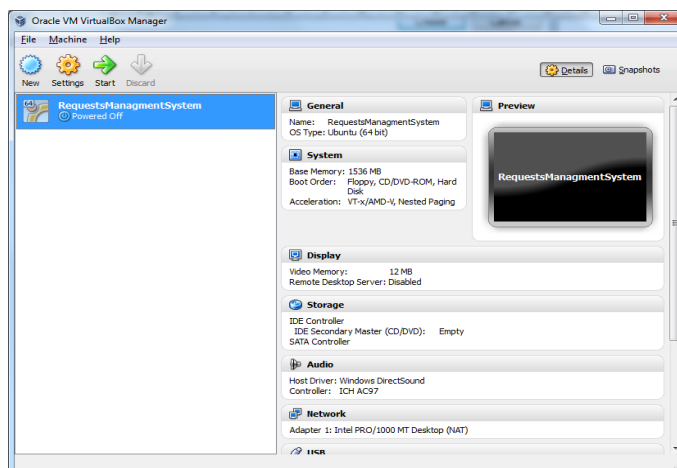 Oracle VM VirtualBox Manager
File Machine Help
New Settings Start Discard
Details Snapshots
64
RequestsManagmentSystem
Powered Off
General
Name: RequestsManagmentSystem
OS Type: Ubuntu (64 bit)
System
Base Memory: 1536 MB
Boot Order: Floppy, CD/DVD-ROM, Hard
Disk
Acceleration: VT-x/AMD-V, Nested Paging
Preview
RequestsManagmentSystem
Display
Video Memory: 12 MB
Remote Desktop Server: Disabled
Storage
IDE Controller
IDE Secondary Master (CD/DVD): Empty
SATA Controller
Audio
Host Driver: Windows DirectSound
Controller: ICH AC97
Network
Adapter 1: Intel PRO/1000 MT Desktop (NAT)
USB